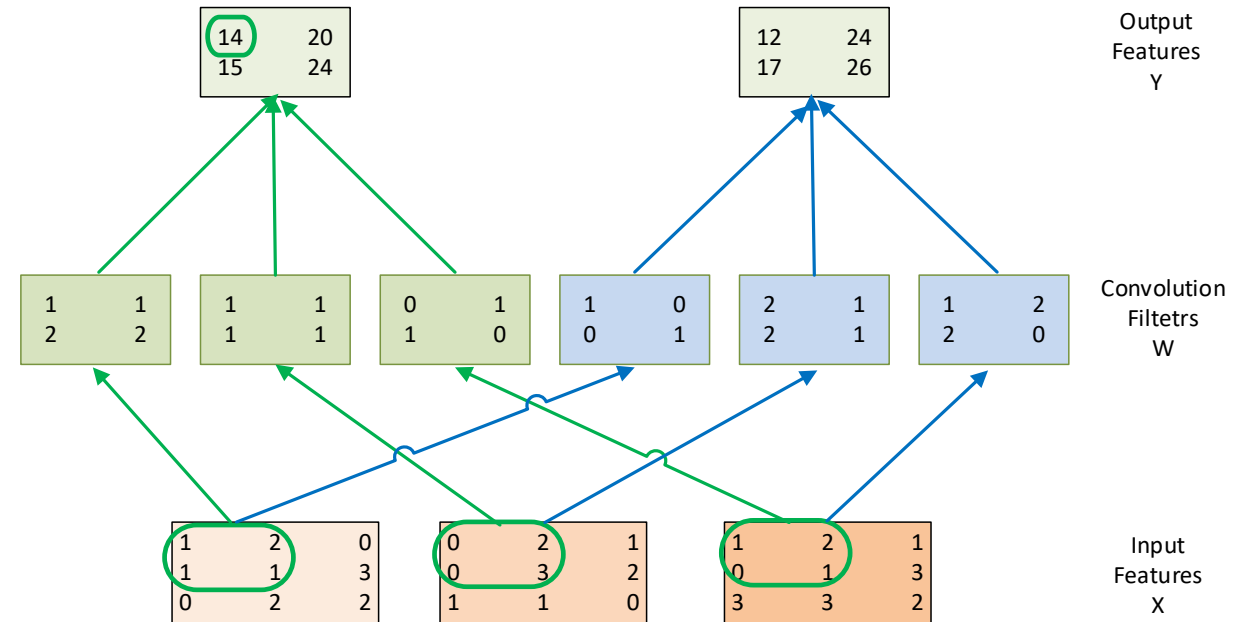 14 20
15 24
12 24
17 26
Output
Features
Y
1 1
2 2
1 1
1 1
0 1
1 0
1 0
0 1
2 1
2 1
1 2
2 0
Convolution
Filtetrs
W
1 2 0
1 1 3
0 2 2
0 2 1
0 3 2
1 1 0
1 2 1
0 1 3
3 3 2
Input
Features
X